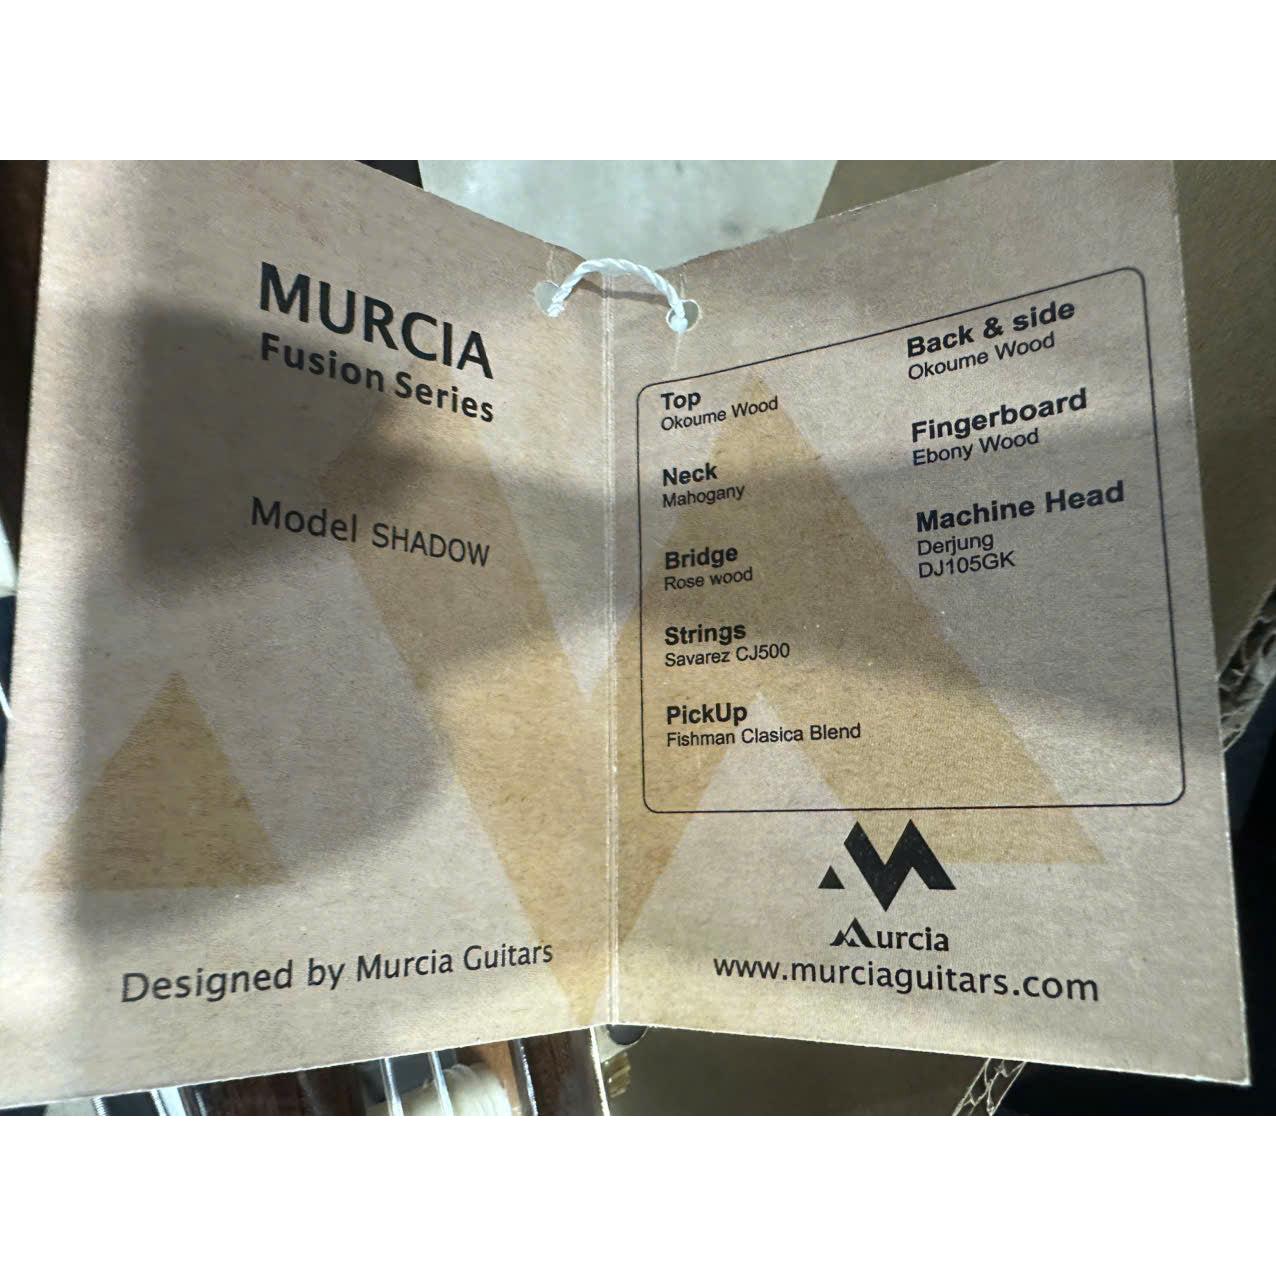 MURCIA
Fusion Series
Model SHADOW
Designed by Murcia Guitars
Top
Okoume Wood
Neck
Mahogany
Bridge
Rose wood
Strings
Savarez CJ500
PickUp
Fishman Clasica Blend
Back & side
Okoume Wood
Fingerboard
Ebony Wood
Machine Head
Derjung
DJ105GK
Murcia
www.murciaguitars.com